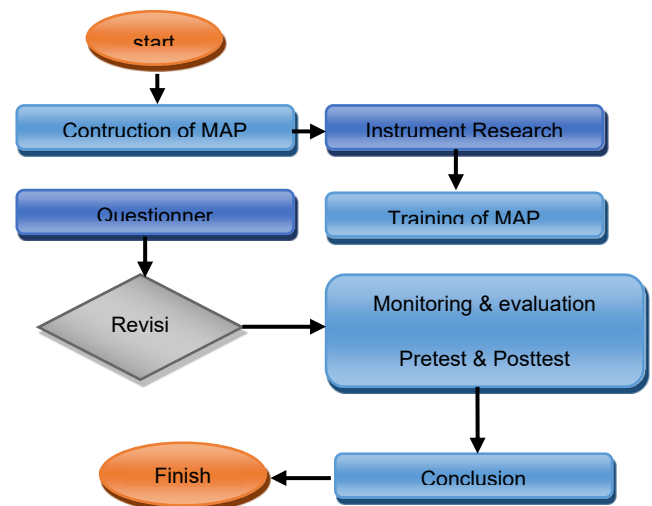 start
Contruction of MAP
Instrument Research
Questionner
Training of MAP
Revisi
Monitoring & evaluation
Pretest & Posttest
Finish
Conclusion